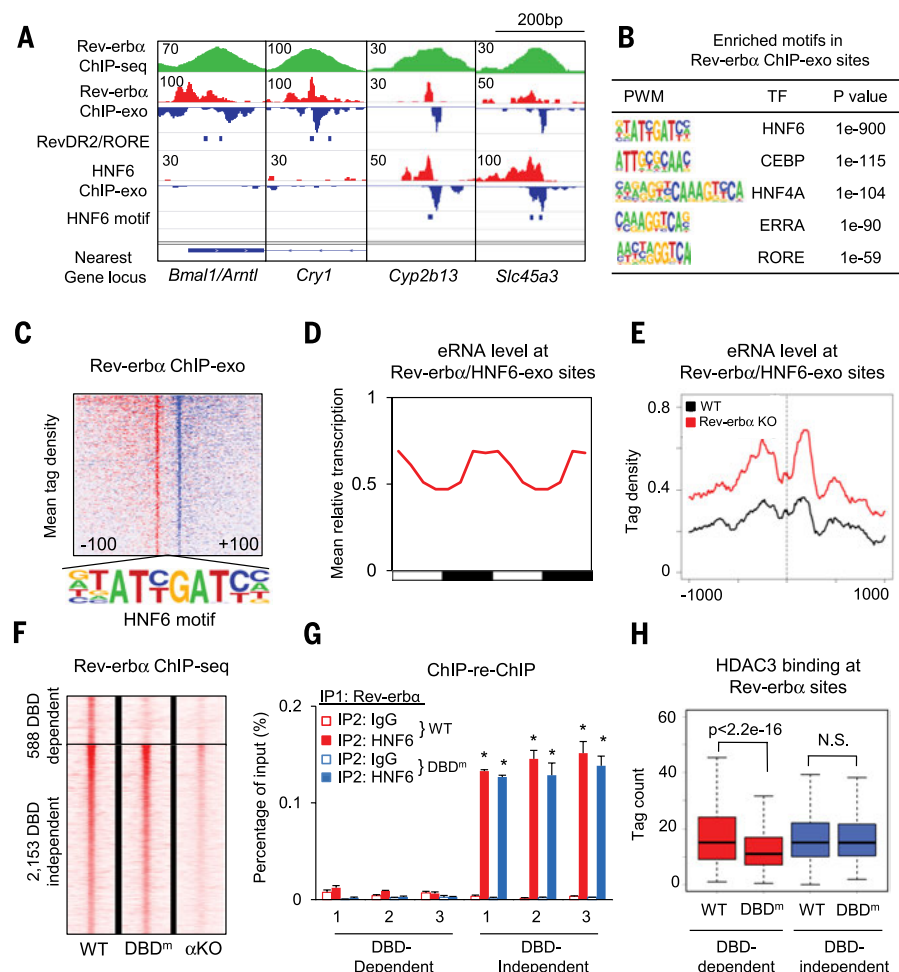 A
200bp
Rev-erbα
ChIP-seq
70
100
30
30
Rev-erbα
ChIP-exo
100
100
30
50
RevDR2/RORE
HNF6
ChIP-exo
30
30
50
100
HNF6 motif
Nearest
Gene locus
Bmal1/Arntl
Cry1
Cyp2b13
Slc45a3
B
Enriched motifs in
Rev-erbα ChIP-exo sites
PWM TF P value
HNF6 1e-900
CEBP 1e-115
HNF4A 1e-104
ERRA 1e-90
RORE 1e-59
C
Rev-erbα ChIP-exo
Mean tag density
-100 +100
HNF6 motif
D
eRNA level at
Rev-erbα/HNF6-exo sites
Mean relative transcription
1
0.5
0
E
eRNA level at
Rev-erbα/HNF6-exo sites
WT
Rev-erbα KO
Tag density
0.8
0.4
0
-1000 1000
F
Rev-erbα ChIP-seq
588 DBD
dependent
2,153 DBD
independent
WT DBDᵐ αKO
G
ChIP-re-ChIP
IP1: Rev-erbα
IP2: IgG
IP2: HNF6
} WT
IP2: IgG
IP2: HNF6
} DBDᵐ
Percentage of input (%)
0.2
0.1
0
* * * * * *
1 2 3 1 2 3
DBD-
Dependent
DBD-
Independent
H
HDAC3 binding at
Rev-erbα sites
p<2.2e-16
N.S.
Tag count
60
40
20
0
WT DBDᵐ WT DBDᵐ
DBD-
dependent
DBD-
independent